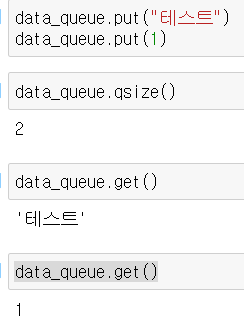 data_queue.put("테스트")
data_queue.put(1)
data_queue.qsize()
2
data_queue.get()
'테스트'
data_queue.get()
1